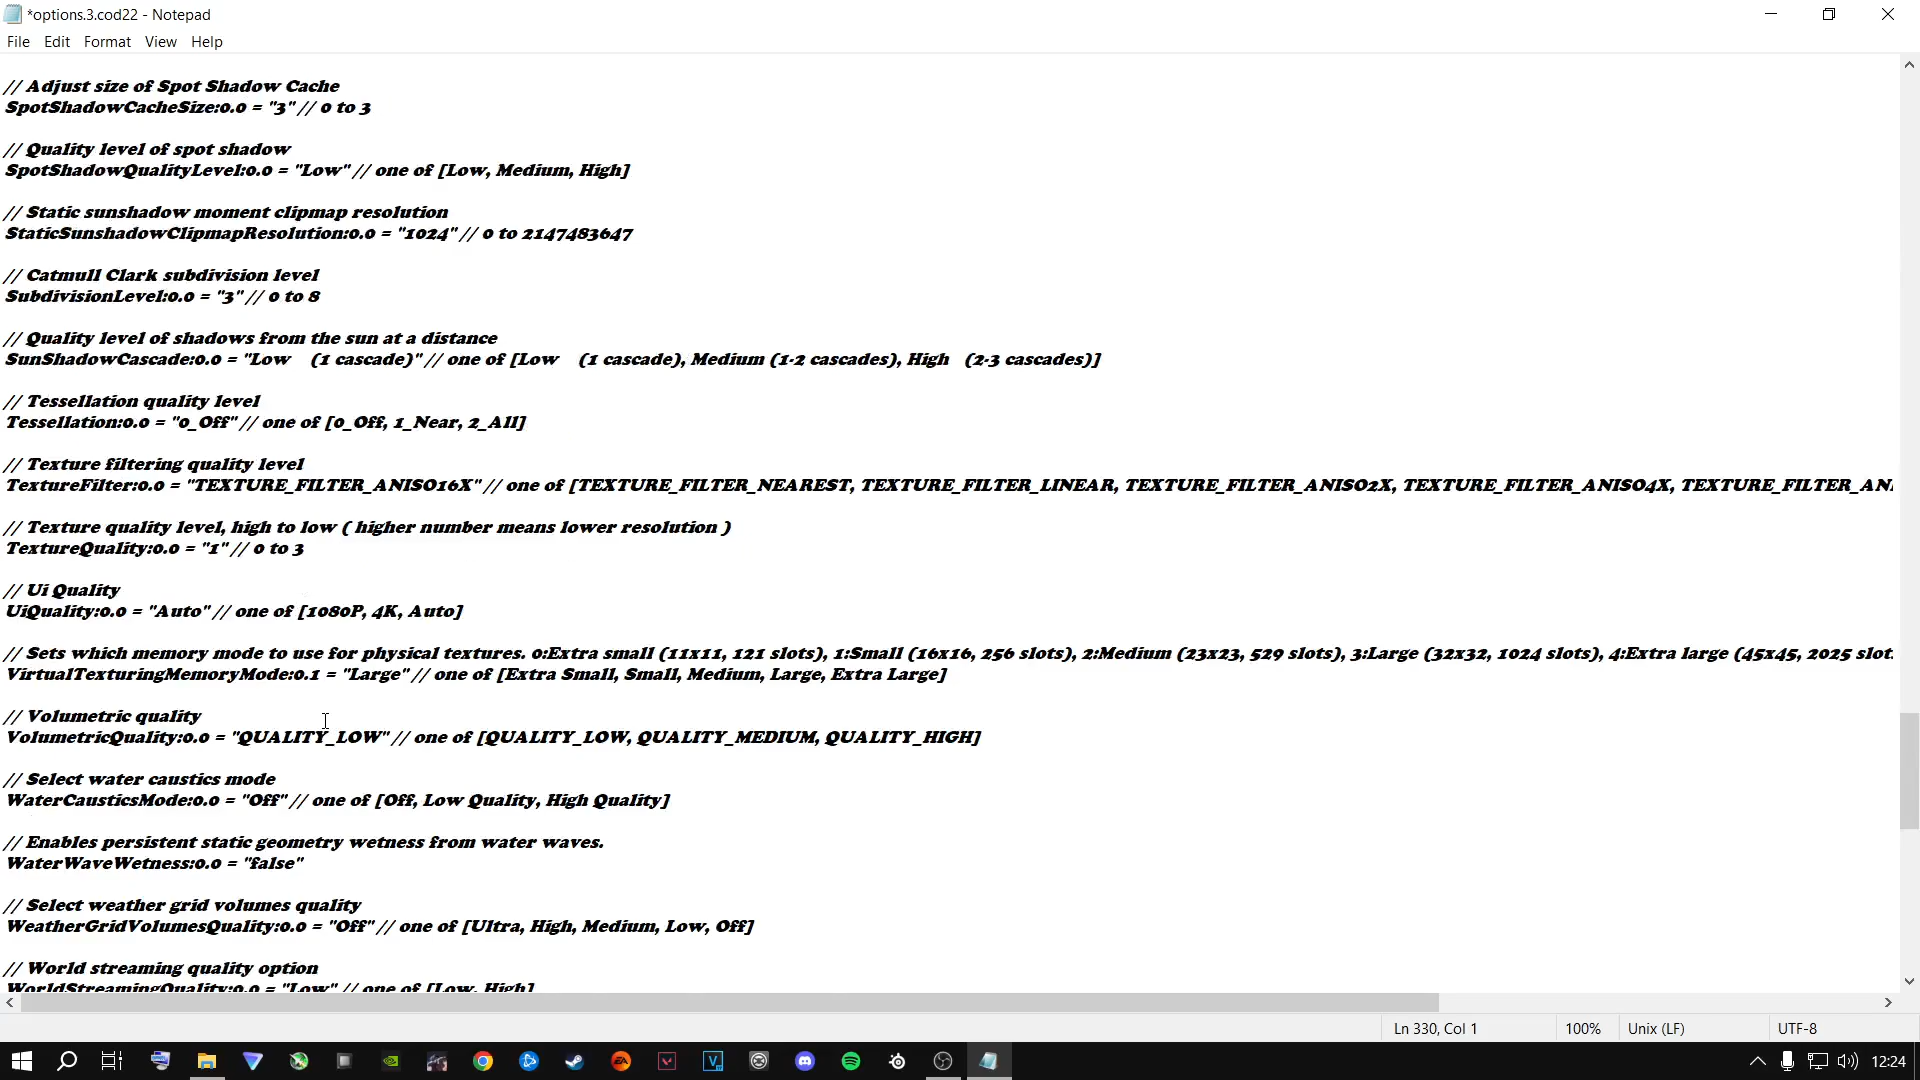 *options.3.cod22 - Notepad
File Edit Format View Help
// Adjust size of Spot Shadow Cache
SpotShadowCacheSize:0.0 = "3" // 0 to 3
// Quality level of spot shadow
SpotShadowQualityLevel:0.0 = "Low" // one of [Low, Medium, High]
// Static sunshadow moment clipmap resolution
StaticSunshadowClipmapResolution:0.0 = "1024" // 0 to 2147483647
// Catmull Clark subdivision level
SubdivisionLevel:0.0 = "3" // 0 to 8
// Quality level of shadows from the sun at a distance
SunShadowCascade:0.0 = "Low    (1 cascade)" // one of [Low    (1 cascade), Medium (1-2 cascades), High   (2-3 cascades)]
// Tessellation quality level
Tessellation:0.0 = "0_Off" // one of [0_Off, 1_Near, 2_All]
// Texture filtering quality level
TextureFilter:0.0 = "TEXTURE_FILTER_ANISO16X" // one of [TEXTURE_FILTER_NEAREST, TEXTURE_FILTER_LINEAR, TEXTURE_FILTER_ANISO2X, TEXTURE_FILTER_ANISO4X, TEXTURE_FILTER_ANI
// Texture quality level, high to low ( higher number means lower resolution )
TextureQuality:0.0 = "1" // 0 to 3
// Ui Quality
UiQuality:0.0 = "Auto" // one of [1080P, 4K, Auto]
// Sets which memory mode to use for physical textures. 0:Extra small (11x11, 121 slots), 1:Small (16x16, 256 slots), 2:Medium (23x23, 529 slots), 3:Large (32x32, 1024 slots), 4:Extra large (45x45, 2025 slot
VirtualTexturingMemoryMode:0.1 = "Large" // one of [Extra Small, Small, Medium, Large, Extra Large]
// Volumetric quality
VolumetricQuality:0.0 = "QUALITY_LOW" // one of [QUALITY_LOW, QUALITY_MEDIUM, QUALITY_HIGH]
// Select water caustics mode
WaterCausticsMode:0.0 = "Off" // one of [Off, Low Quality, High Quality]
// Enables persistent static geometry wetness from water waves.
WaterWaveWetness:0.0 = "false"
// Select weather grid volumes quality
WeatherGridVolumesQuality:0.0 = "Off" // one of [Ultra, High, Medium, Low, Off]
// World streaming quality option
WorldStreamingQuality:0.0 = "Low" // one of [Low, High]
Ln 330, Col 1 100% Unix (LF) UTF-8
12:24